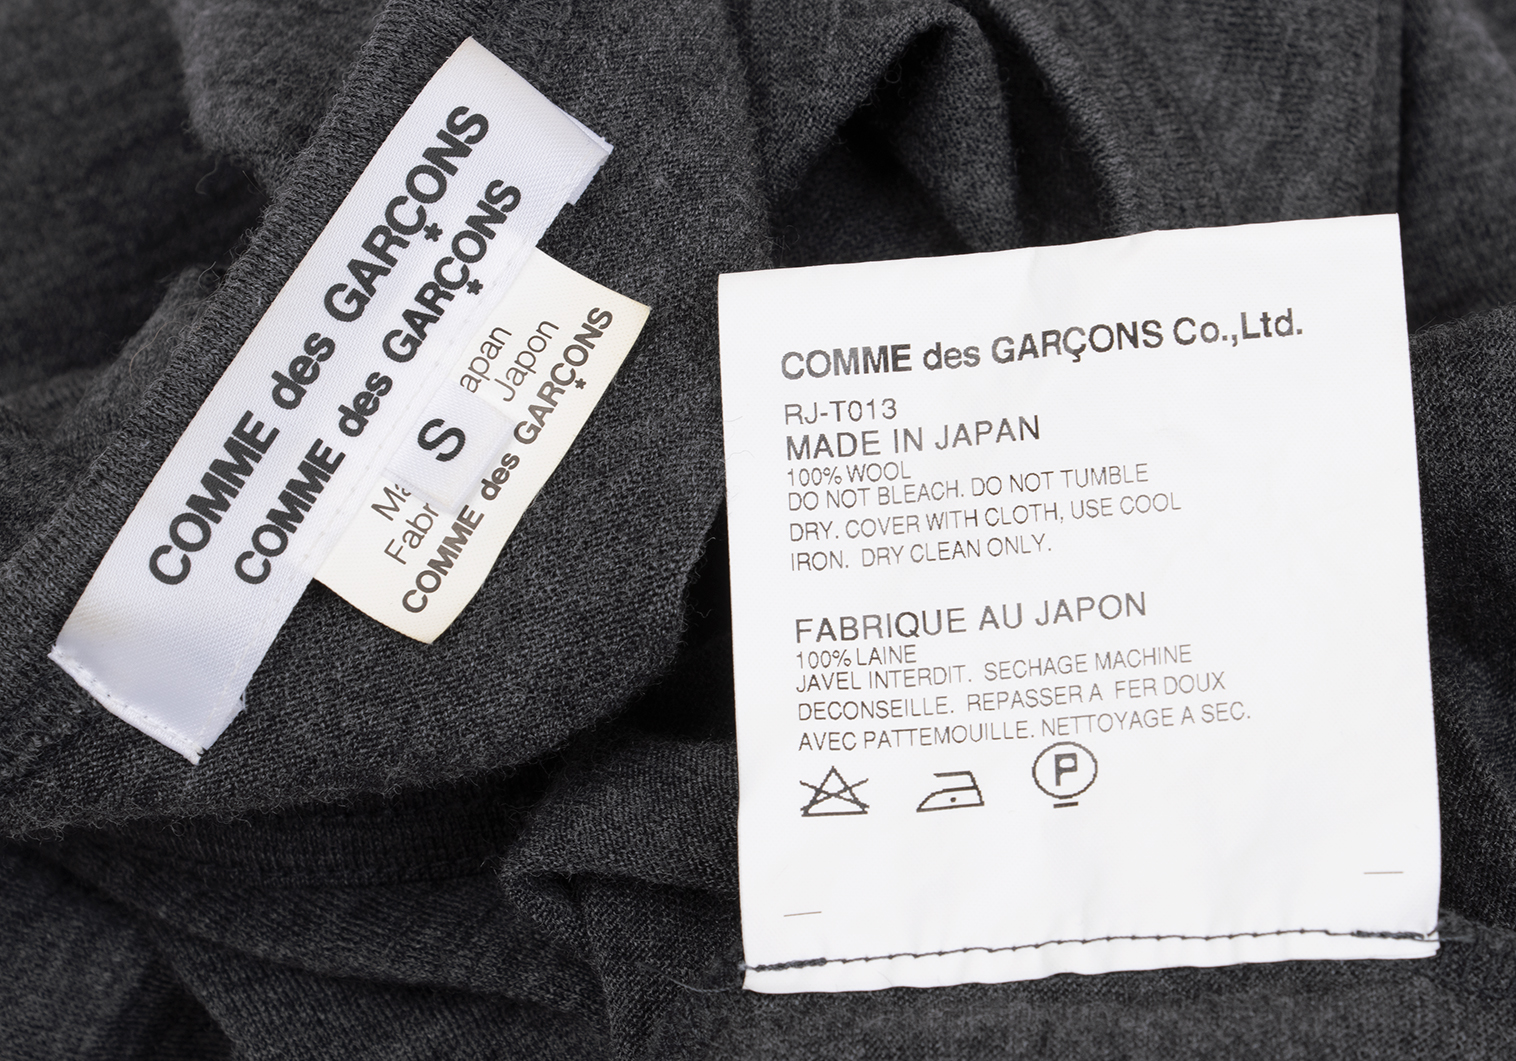 COMME des GARÇONS
COMME des GARÇONS
apan
Japon
S
Fabr
COMME des GARÇONS
COMME des GARÇONS Co.,Ltd.
RJ-T013
MADE IN JAPAN
100% WOOL
DO NOT BLEACH. DO NOT TUMBLE
DRY. COVER WITH CLOTH, USE COOL
IRON. DRY CLEAN ONLY.
FABRIQUE AU JAPON
100% LAINE
JAVEL INTERDIT. SECHAGE MACHINE
DECONSEILLE. REPASSER A FER DOUX
AVEC PATTEMOUILLE. NETTOYAGE A SEC.
P